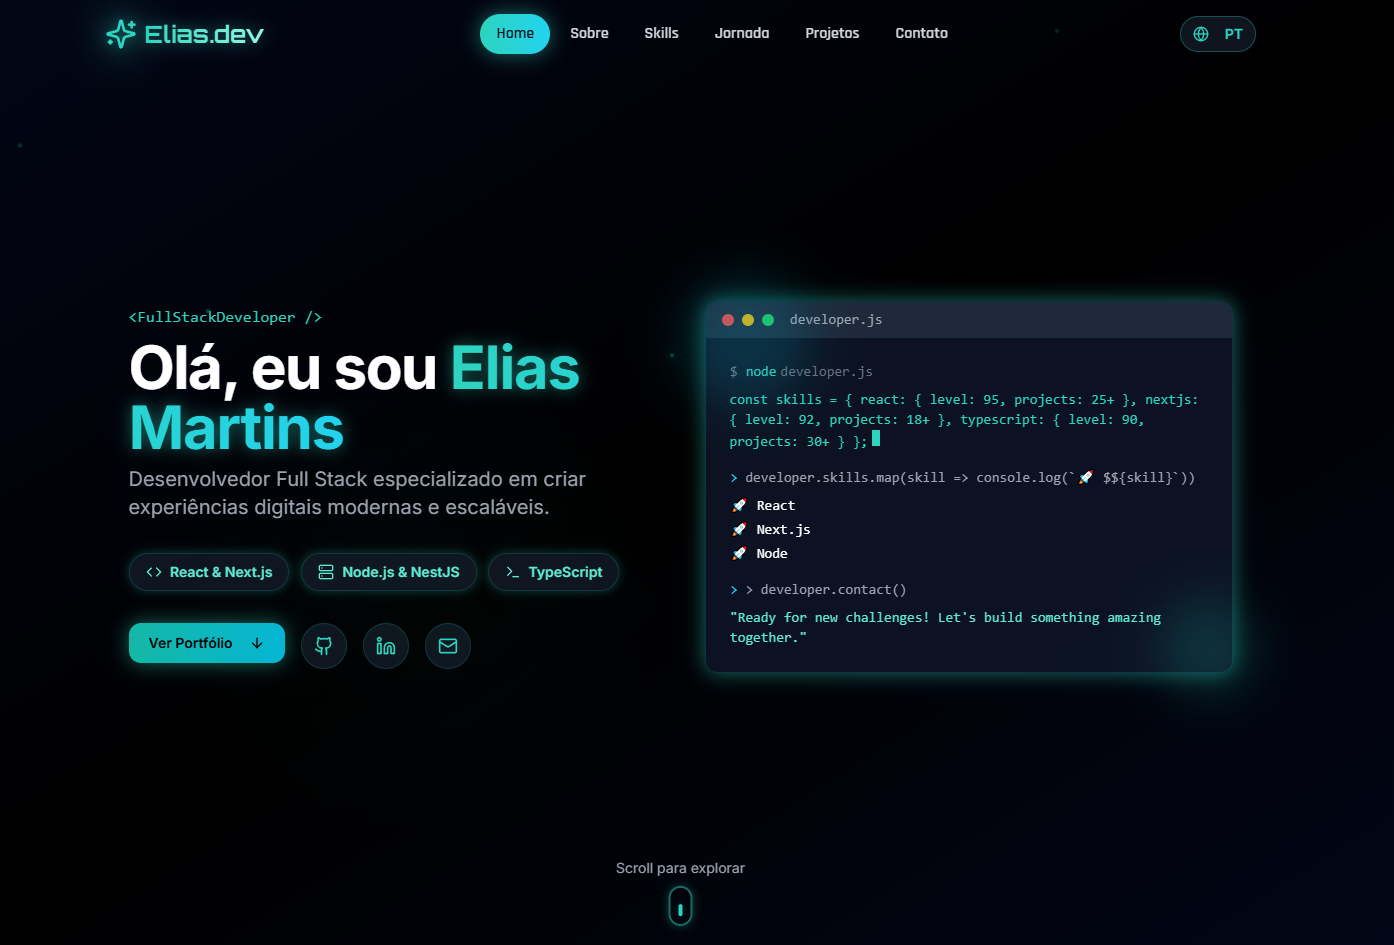 Elias.dev
Home
Sobre
Skills
Jornada
Projetos
Contato
PT
<FullStackDeveloper />
Olá, eu sou Elias
Martins
Desenvolvedor Full Stack especializado em criar
experiências digitais modernas e escaláveis.
React & Next.js
Node.js & NestJS
TypeScript
Ver Portfólio
developer.js
$ node developer.js
const skills = { react: { level: 95, projects: 25+ }, nextjs:
{ level: 92, projects: 18+ }, typescript: { level: 90,
projects: 30+ } };
> developer.skills.map(skill => console.log(`🚀 $${skill}`))
🚀 React
🚀 Next.js
🚀 Node
> > developer.contact()
"Ready for new challenges! Let's build something amazing
together."
Scroll para explorar